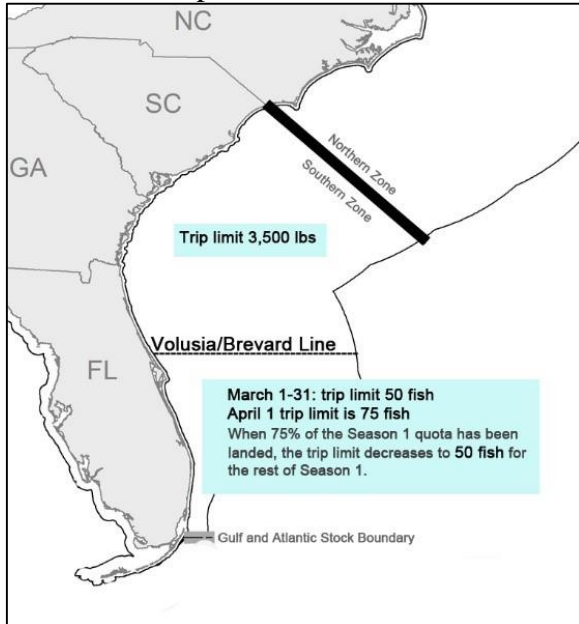 NC
SC
GA
Northern Zone
Southern Zone
Trip limit 3,500 lbs
Volusia/Brevard Line
FL
March 1-31: trip limit 50 fish
April 1 trip limit is 75 fish
When 75% of the Season 1 quota has been
landed, the trip limit decreases to 50 fish for
the rest of Season 1.
Gulf and Atlantic Stock Boundary